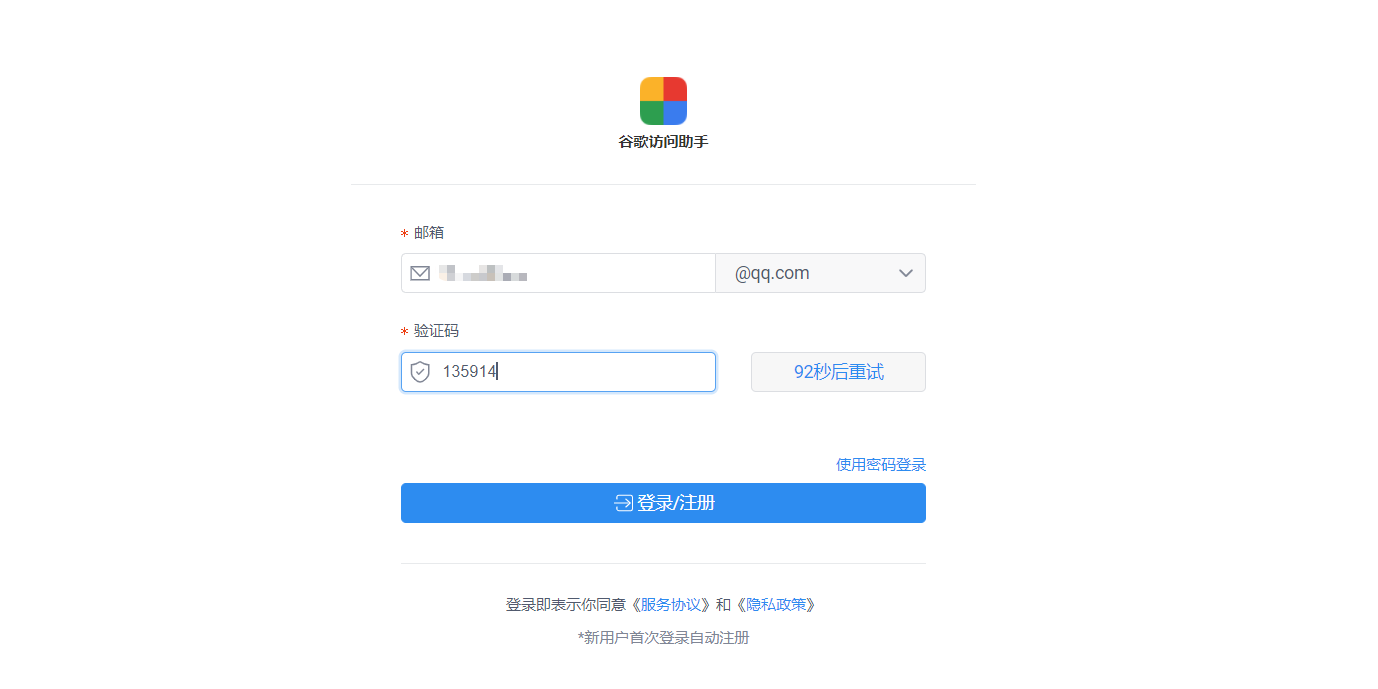 谷歌访问助手
* 邮箱
@qq.com
* 验证码
135914
92秒后重试
使用密码登录
登录/注册
登录即表示你同意《服务协议》和《隐私政策》
*新用户首次登录自动注册